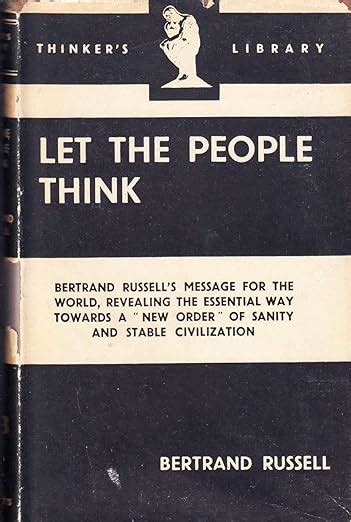 THINKER'S LIBRARY
LET THE PEOPLE
THINK
BERTRAND RUSSELL'S MESSAGE FOR THE
WORLD, REVEALING THE ESSENTIAL WAY
TOWARDS A "NEW ORDER" OF SANITY
AND STABLE CIVILIZATION
BERTRAND RUSSELL